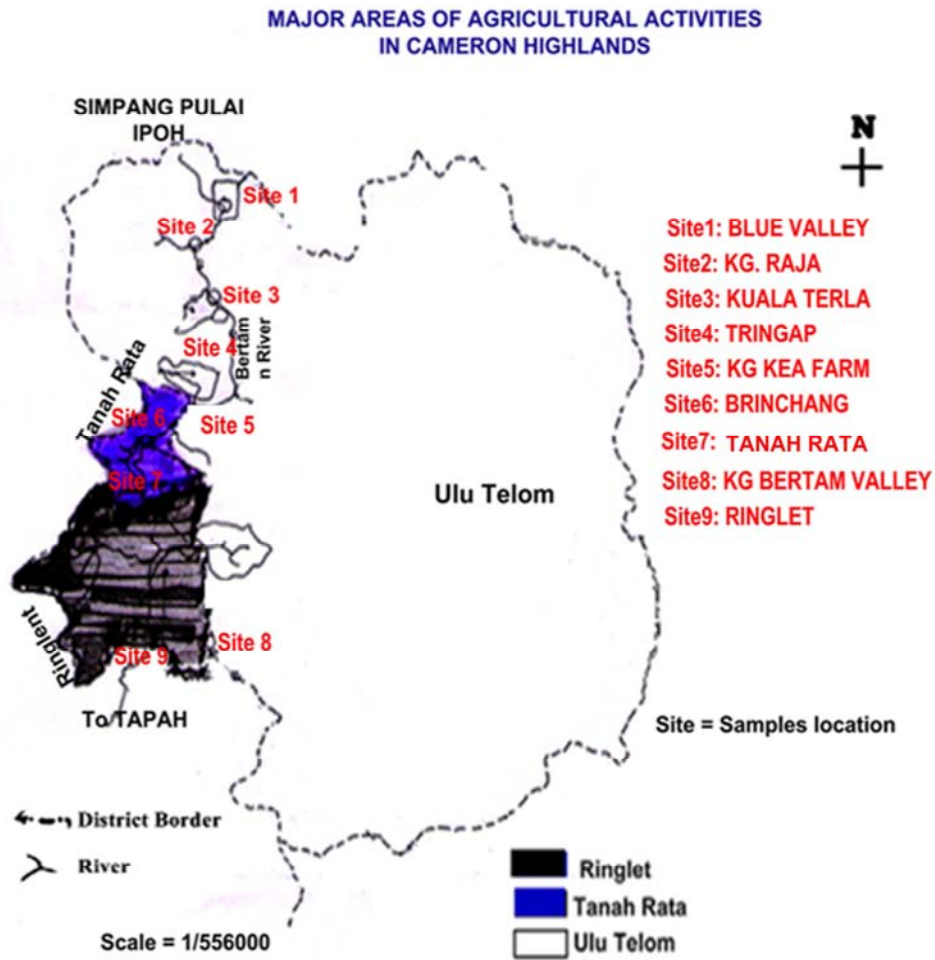 MAJOR AREAS OF AGRICULTURAL ACTIVITIES
IN CAMERON HIGHLANDS
SIMPANG PULAI
IPOH
N
Site 1
Site 2
Site 3
Site 4
Bertam
n River
Tanah Rata
Site 6
Site 5
Site 7
Ulu Telom
Site1: BLUE VALLEY
Site2: KG. RAJA
Site3: KUALA TERLA
Site4: TRINGAP
Site5: KG KEA FARM
Site6: BRINCHANG
Site7: TANAH RATA
Site8: KG BERTAM VALLEY
Site9: RINGLET
Ringlent
Site 8
Site 9
To TAPAH
Site = Samples location
District Border
River
Scale = 1/556000
Ringlet
Tanah Rata
Ulu Telom